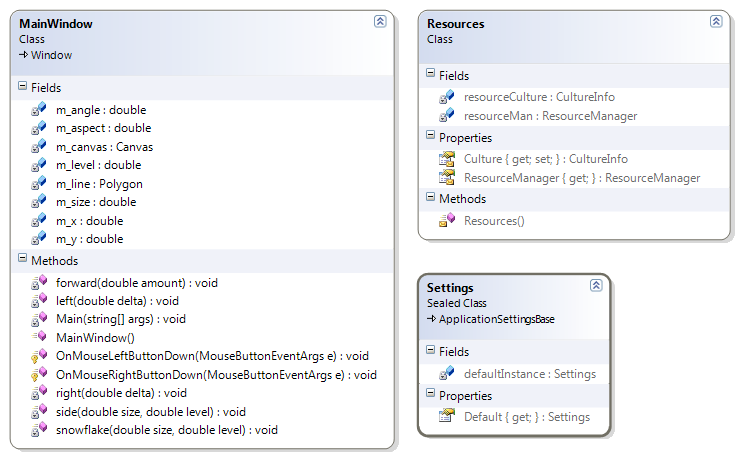 MainWindow
Class
Window
Fields
m_angle : double
m_aspect : double
m_canvas : Canvas
m_level : double
m_line : Polygon
m_size : double
m_x : double
m_y : double
Methods
forward(double amount) : void
left(double delta) : void
Main(string[] args) : void
MainWindow()
OnMouseLeftButtonDown(MouseButtonEventArgs e) : void
OnMouseRightButtonDown(MouseButtonEventArgs e) : void
right(double delta) : void
side(double size, double level) : void
snowflake(double size, double level) : void
Resources
Class
Fields
resourceCulture : CultureInfo
resourceMan : ResourceManager
Properties
Culture { get; set; } : CultureInfo
ResourceManager { get; } : ResourceManager
Methods
Resources()
Settings
Sealed Class
ApplicationSettingsBase
Fields
defaultInstance : Settings
Properties
Default { get; } : Settings